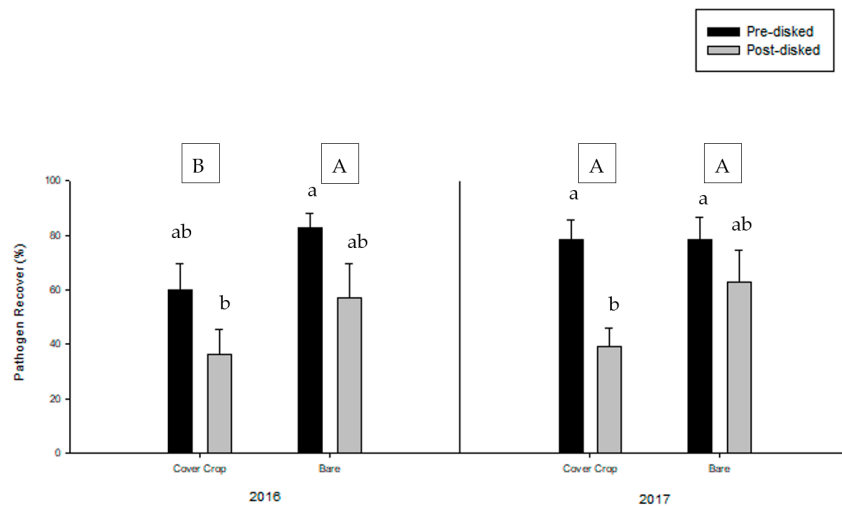 Pre-disked
Post-disked
B
A
A
A
a
a
a
ab
ab
ab
b
b
100
80
60
40
20
0
Pathogen Recover (%)
Cover Crop
Bare
Cover Crop
Bare
2016
2017